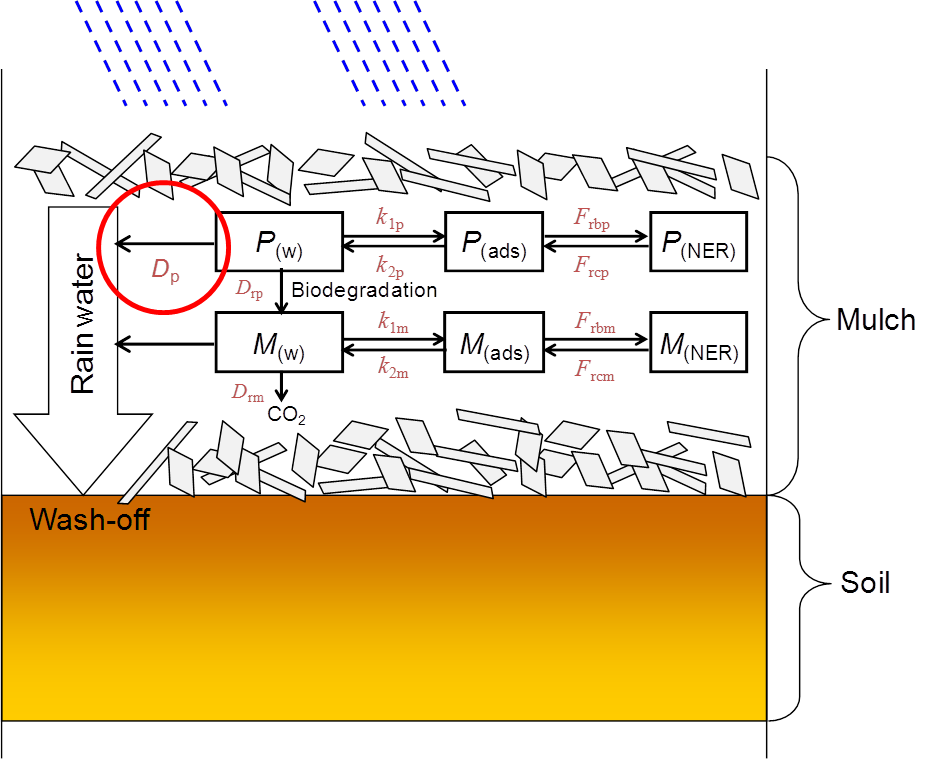 k1p
Frbp
P(w)
P(ads)
P(NER)
k2p
Frcp
Dp
Drp
Biodegradation
Rain water
k1m
Frbm
M(w)
M(ads)
M(NER)
k2m
Frcm
Drm
CO2
Mulch
Wash-off
Soil